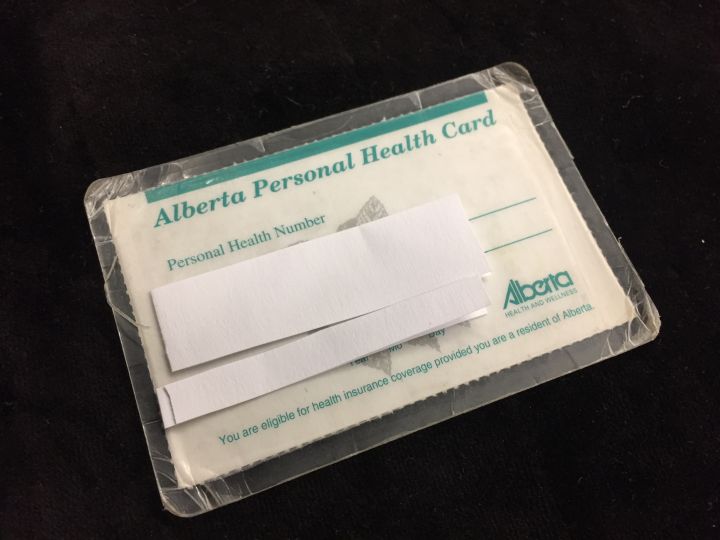 Alberta Personal Health Card
Personal Health Number
Alberta
HEALTH AND WELLNESS
Day
You are eligible for health insurance coverage provided you are a resident of Alberta.